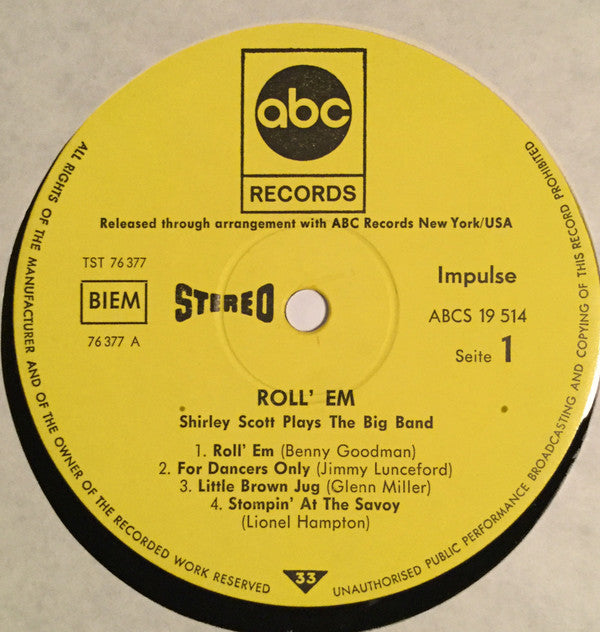 abc
RECORDS
Released through arrangement with ABC Records New York/USA
TST 76 377
BIEM
76 377 A
STEREO
Impulse
ABCS 19 514
Seite 1
ROLL' EM
Shirley Scott Plays The Big Band
1. Roll' Em (Benny Goodman)
2. For Dancers Only (Jimmy Lunceford)
3. Little Brown Jug (Glenn Miller)
4. Stompin' At The Savoy
(Lionel Hampton)
33
ALL RIGHTS OF THE MANUFACTURER AND OF THE OWNER OF THE RECORDED WORK RESERVED
UNAUTHORISED PUBLIC PERFORMANCE BROADCASTING AND COPYING OF THIS RECORD PROHIBITED